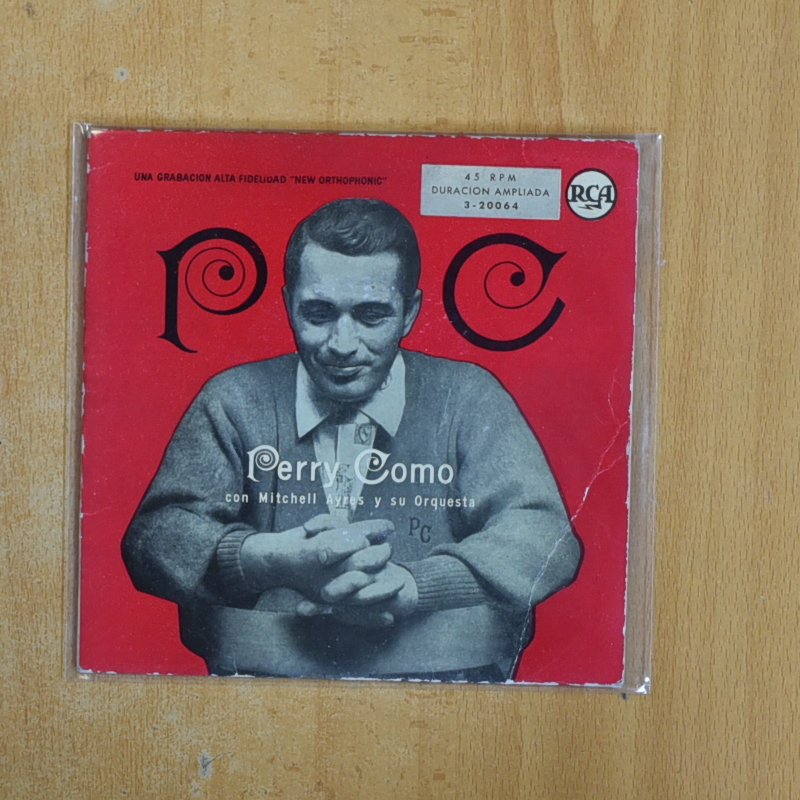 UNA GRABACION ALTA FIDELIDAD "NEW ORTHOPHONIC"
45 RPM
DURACION AMPLIADA
3-20064
RCA
P C
Perry Como
con Mitchell Ayres y su Orquesta
PC